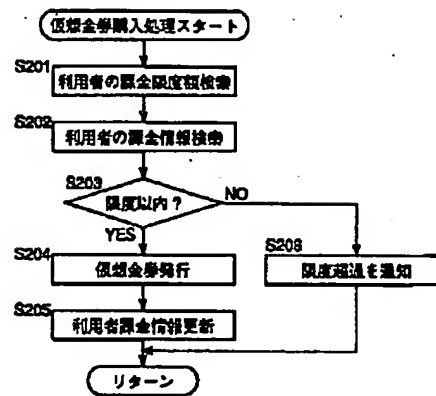 仮想金券購入処理スタート
S201
利用者の課金限度額検索
S202
利用者の課金情報検索
S203
限度以内?
NO
YES
S204
仮想金券発行
S206
限度超過を通知
S205
利用者課金情報更新
リターン